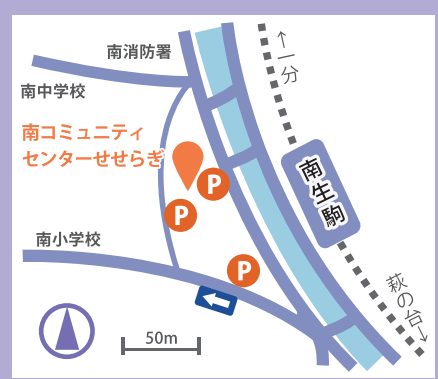 南消防署
↑一分
南中学校
南コミュニティ
センターせせらぎ
南生駒
P
P
南小学校
P
萩の台→
50m